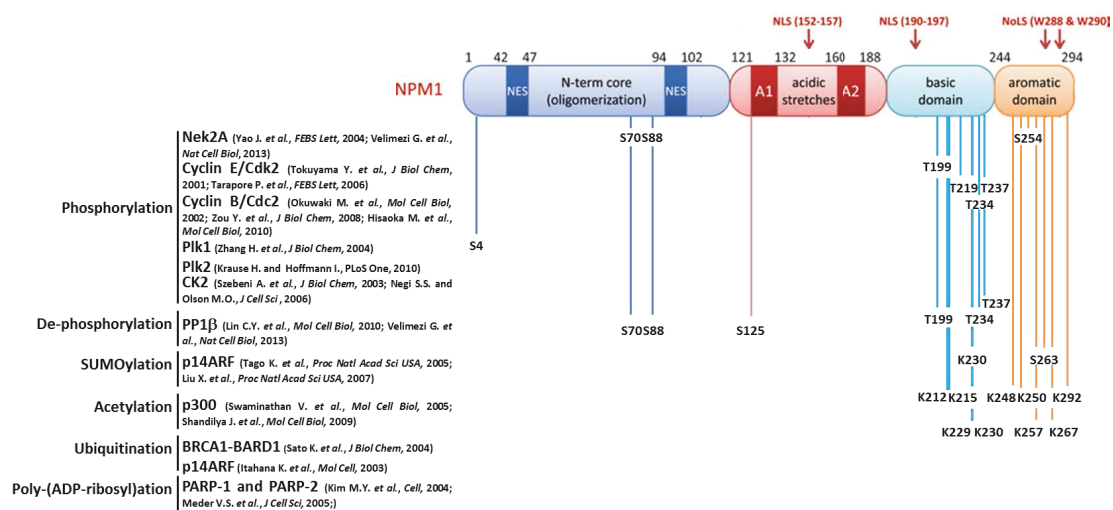 NLS (152-157)
NLS (190-197)
NoLS (W288 & W290)
1 42 47 94 102 121 132 160 188 244 294
NPM1
NES
N-term core
(oligomerization)
NES
A1
acidic
stretches
A2
basic
domain
aromatic
domain
Phosphorylation
Nek2A (Yao J. et al., FEBS Lett, 2004; Velimezi G. et al.,
Nat Cell Biol, 2013)
Cyclin E/Cdk2 (Tokuyama Y. et al., J Biol Chem,
2001; Tarapore P. et al., FEBS Lett, 2006)
Cyclin B/Cdc2 (Okuwaki M. et al., Mol Cell Biol,
2002; Zou Y. et al., J Biol Chem, 2008; Hisaoka M. et al.,
Mol Cell Biol, 2010)
Plk1 (Zhang H. et al., J Biol Chem, 2004)
Plk2 (Krause H. and Hoffmann I., PLoS One, 2010)
CK2 (Szebeni A. et al., J Biol Chem, 2003; Negi S.S. and
Olson M.O., J Cell Sci, 2006)
S70S88
S254
T199
T219 T237
T234
S4
T237
De-phosphorylation
PP1β (Lin C.Y. et al., Mol Cell Biol, 2010; Velimezi G. et
al., Nat Cell Biol, 2013)
S70S88
S125
T199
T234
SUMOylation
p14ARF (Tago K. et al., Proc Natl Acad Sci USA, 2005;
Liu X. et al., Proc Natl Acad Sci USA, 2007)
K230
S263
Acetylation
p300 (Swaminathan V. et al., Mol Cell Biol, 2005;
Shandilya J. et al., Mol Cell Biol, 2009)
K212 K215 K248 K250 K292
K229 K230 K257 K267
Ubiquitination
BRCA1-BARD1 (Sato K. et al., J Biol Chem, 2004)
p14ARF (Itahana K. et al., Mol Cell, 2003)
Poly-(ADP-ribosyl)ation
PARP-1 and PARP-2 (Kim M.Y. et al., Cell, 2004;
Meder V.S. et al., J Cell Sci, 2005;)